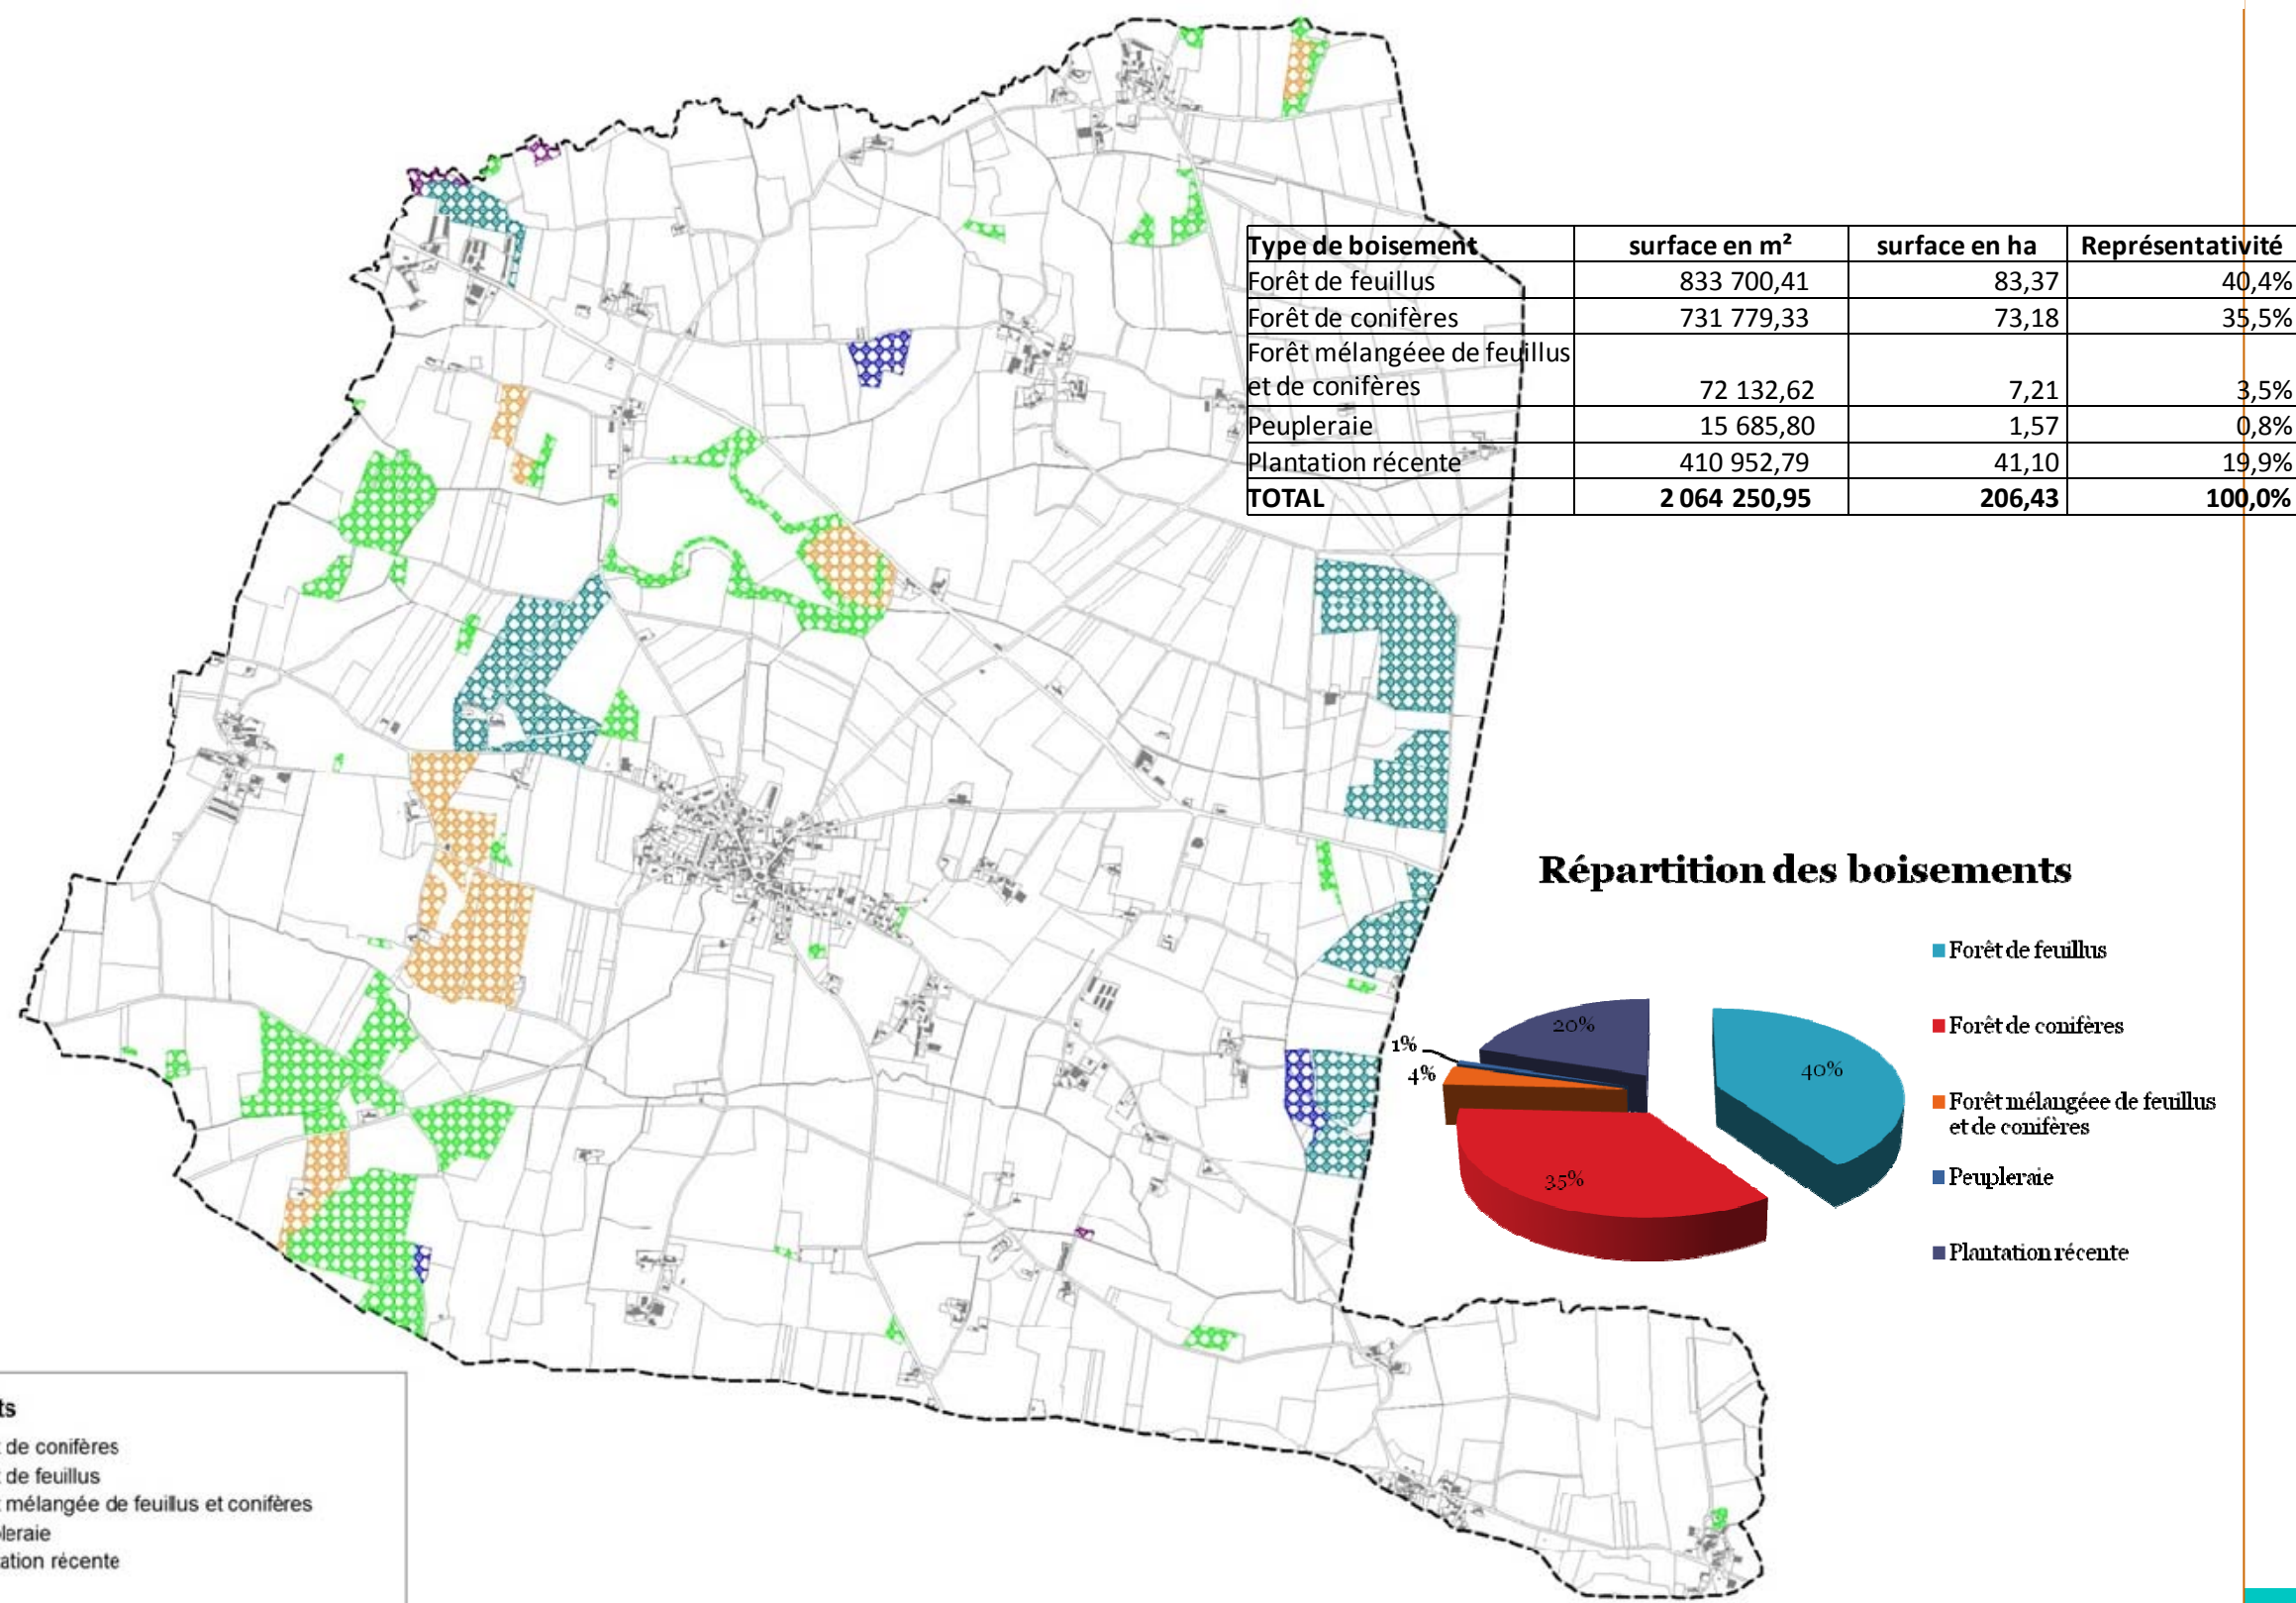 Type de boisement surface en m² surface en ha Représentativité
Forêt de feuillus 833 700,41 83,37 40,4%
Forêt de conifères 731 779,33 73,18 35,5%
Forêt mélangéee de feuillus
et de conifères 72 132,62 7,21 3,5%
Peupleraie 15 685,80 1,57 0,8%
Plantation récente 410 952,79 41,10 19,9%
TOTAL 2 064 250,95 206,43 100,0%
Répartition des boisements
20%
1%
4%
40%
35%
Forêt de feuillus
Forêt de conifères
Forêt mélangéee de feuillus
et de conifères
Peupleraie
Plantation récente
ts
de conifères
de feuillus
mélangée de feuillus et conifères
leraie
ation récente